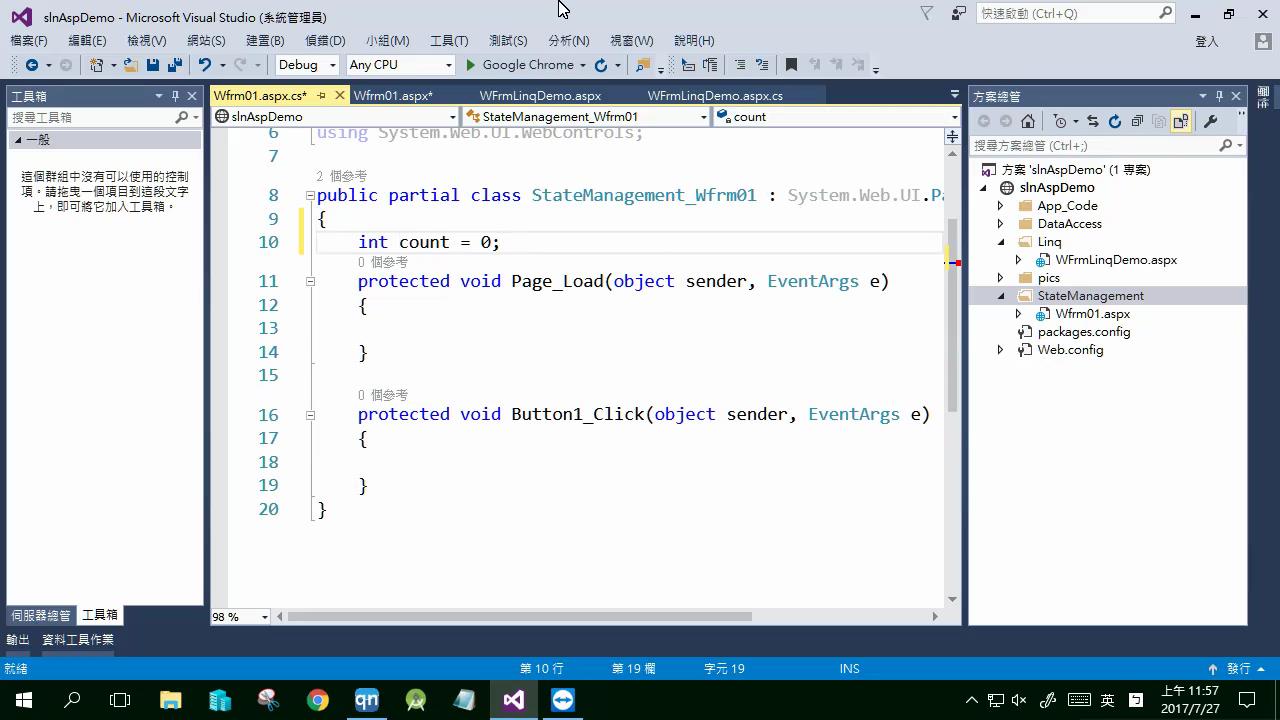 slnAspDemo - Microsoft Visual Studio (系統管理員)
快速啟動 (Ctrl+Q)
檔案(F) 編輯(E) 檢視(V) 網站(S) 建置(B) 偵錯(D) 小組(M) 工具(T) 測試(S) 分析(N) 視窗(W) 說明(H)
登入
Debug Any CPU Google Chrome
工具箱
Wfrm01.aspx.cs* Wfrm01.aspx* WFrmLinqDemo.aspx WFrmLinqDemo.aspx.cs
方案總管
搜尋工具箱
slnAspDemo StateManagement_Wfrm01 count
一般
這個群組中沒有可以使用的控制
項。請拖曳一個項目到這段文字
上，即可將它加入工具箱。
6 using System.Web.UI.WebControls;
7
2 個參考
8 public partial class StateManagement_Wfrm01 : System.Web.UI.Pa
9 {
10 int count = 0;
0 個參考
11 protected void Page_Load(object sender, EventArgs e)
12 {
13
14 }
15
0 個參考
16 protected void Button1_Click(object sender, EventArgs e)
17 {
18
19 }
20 }
搜尋方案總管 (Ctrl+;)
方案 'slnAspDemo' (1 專案)
slnAspDemo
App_Code
DataAccess
Linq
WFrmLinqDemo.aspx
pics
StateManagement
Wfrm01.aspx
packages.config
Web.config
98 %
伺服器總管 工具箱
輸出 資料工具作業
就緒 第 10 行 第 19 欄 字元 19 INS 發行
qn
英
上午 11:57
2017/7/27